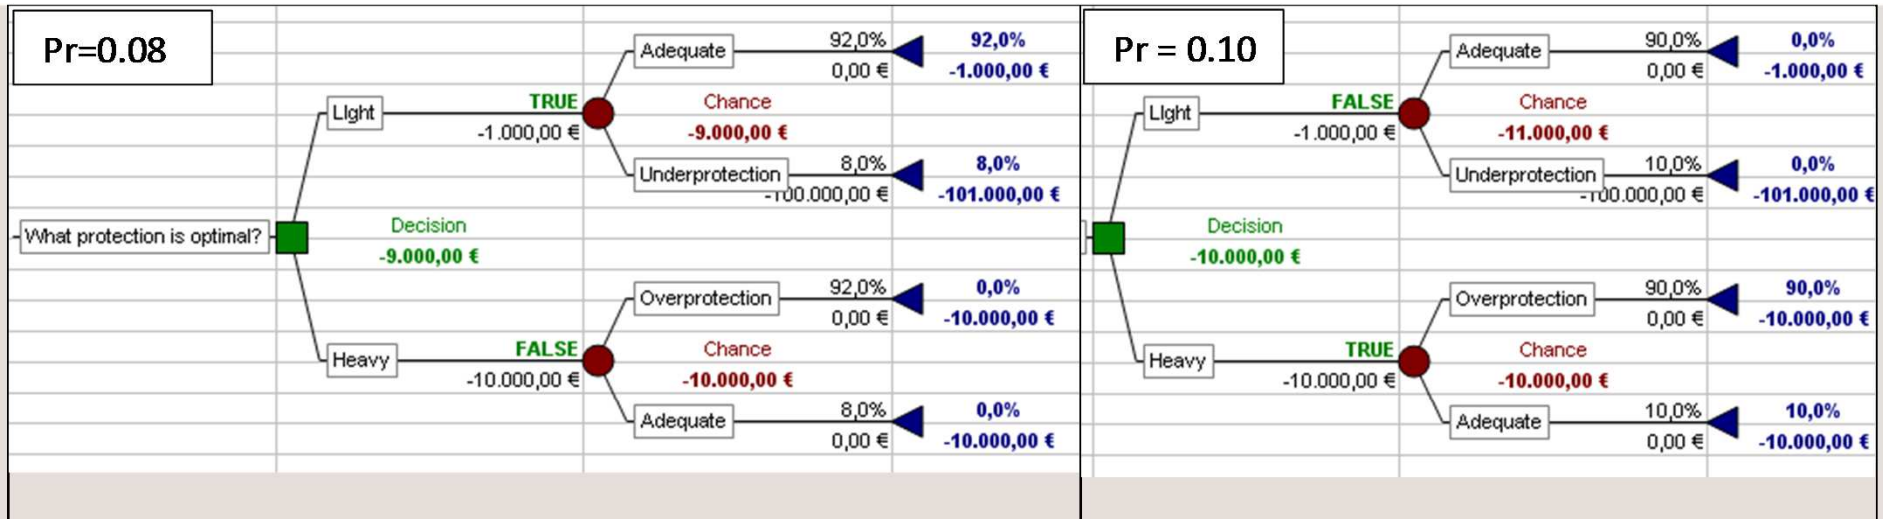 Pr=0.08
Adequate 92,0% 92,0%
0,00 € -1.000,00 €
LIght TRUE Chance
-1.000,00 € -9.000,00 €
Underprotection 8,0% 8,0%
-100.000,00 € -101.000,00 €
What protection is optimal? Decision
-9.000,00 €
Overprotection 92,0% 0,0%
0,00 € -10.000,00 €
Heavy FALSE Chance
-10.000,00 € -10.000,00 €
Adequate 8,0% 0,0%
0,00 € -10.000,00 €
Pr = 0.10
Adequate 90,0% 0,0%
0,00 € -1.000,00 €
LIght FALSE Chance
-1.000,00 € -11.000,00 €
Underprotection 10,0% 0,0%
-100.000,00 € -101.000,00 €
Decision
-10.000,00 €
Overprotection 90,0% 90,0%
0,00 € -10.000,00 €
Heavy TRUE Chance
-10.000,00 € -10.000,00 €
Adequate 10,0% 10,0%
0,00 € -10.000,00 €